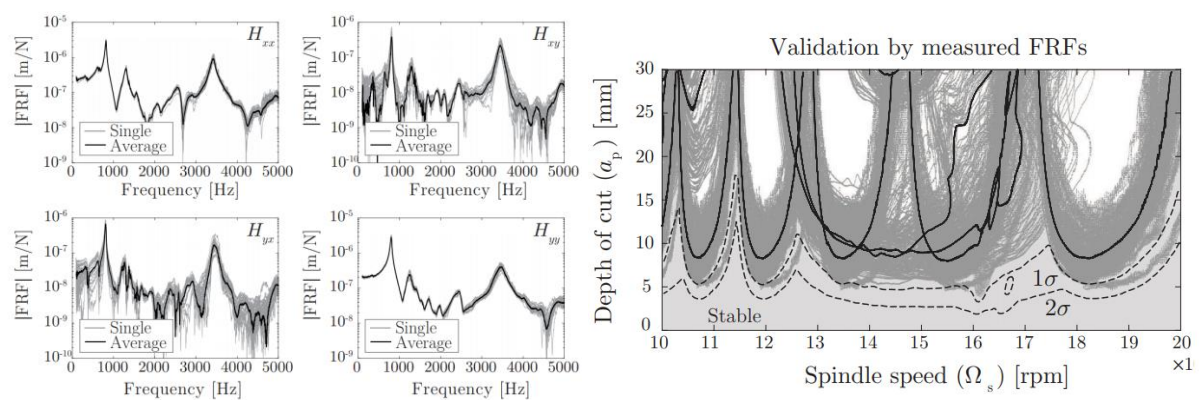 10^-5
10^-6
10^-7
10^-8
10^-9
|FRF| [m/N]
H_xx
Single
Average
0 1000 2000 3000 4000 5000
Frequency [Hz]
10^-6
10^-7
10^-8
10^-9
10^-10
|FRF| [m/N]
H_xy
Single
Average
0 1000 2000 3000 4000 5000
Frequency [Hz]
10^-6
10^-7
10^-8
10^-9
10^-10
|FRF| [m/N]
H_yx
Single
Average
0 1000 2000 3000 4000 5000
Frequency [Hz]
10^-5
10^-6
10^-7
10^-8
10^-9
|FRF| [m/N]
H_yy
Single
Average
0 1000 2000 3000 4000 5000
Frequency [Hz]
Validation by measured FRFs
30
25
20
15
10
5
0
Depth of cut (a_p) [mm]
1σ
2σ
Stable
10 11 12 13 14 15 16 17 18 19 20
×1
Spindle speed (Ω_s) [rpm]